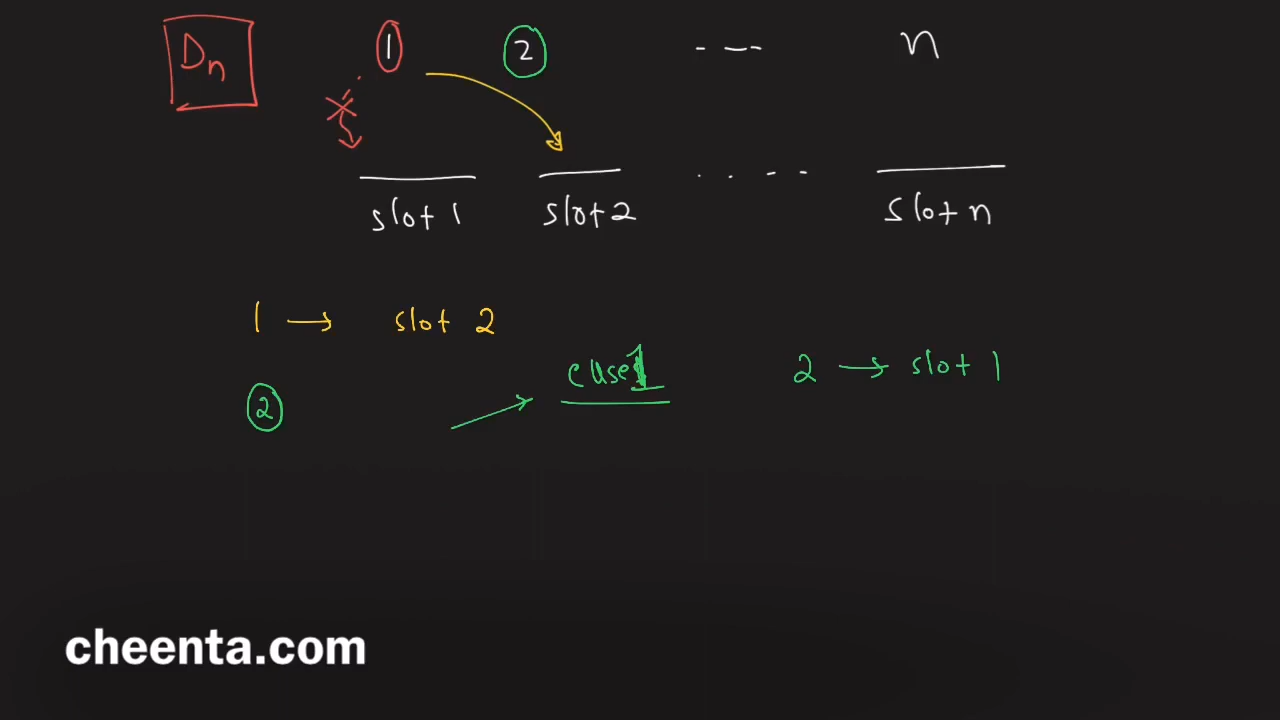 Dn 1 2 - — - n
slot 1 slot 2 . . - - slot n
1 → slot 2
case 1 2 → slot 1
2
cheenta.com